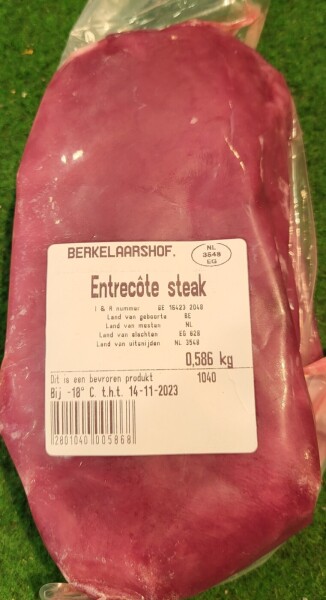 BERKELAARSHOF.
NL
3548
EG
Entrecôte steak
I & R nummer BE 16423 2048
Land van geboorte BE
Land van mesten NL
Land van slachten EG 628
Land van uitsnijden NL 3548
0,586 kg
Dit is een bevroren produkt 1040
Bij -18° C. t.h.t. 14-11-2023
2801040 005868